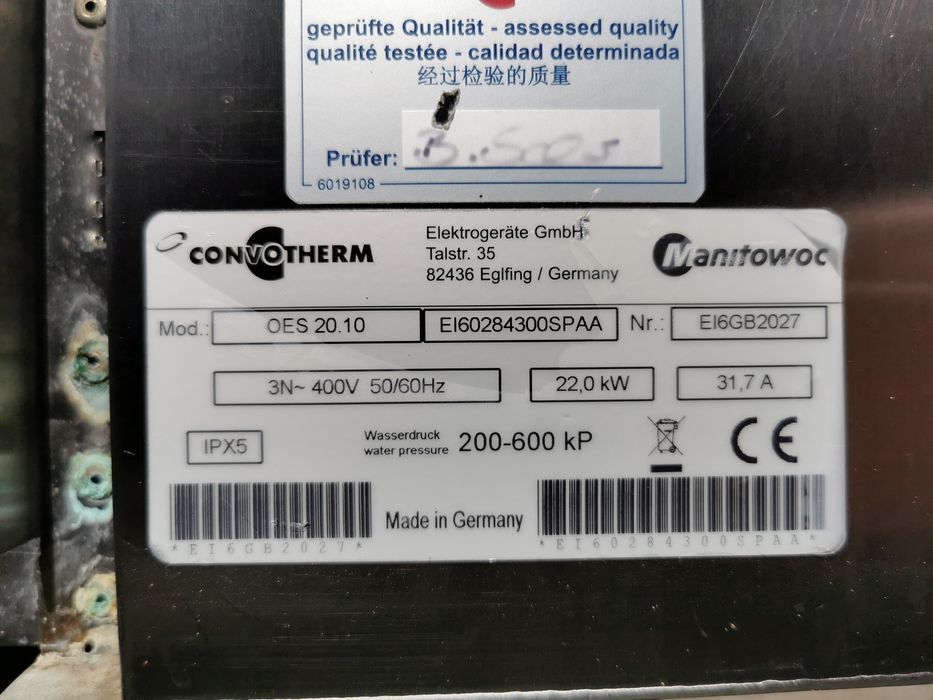 geprüfte Qualität - assessed quality
qualité testée - calidad determinada
经过检验的质量
Prüfer:
6019108
CONVOTHERM
Elektrogeräte GmbH
Talstr. 35
82436 Eglfing / Germany
Manitowoc
Mod.: OES 20.10 EI60284300SPAA Nr.: EI6GB2027
3N~ 400V 50/60Hz 22,0 kW 31,7 A
IPX5
Wasserdruck
water pressure
200-600 kP
CE
Made in Germany
*EI6GB2027*
*EI60284300SPAA*